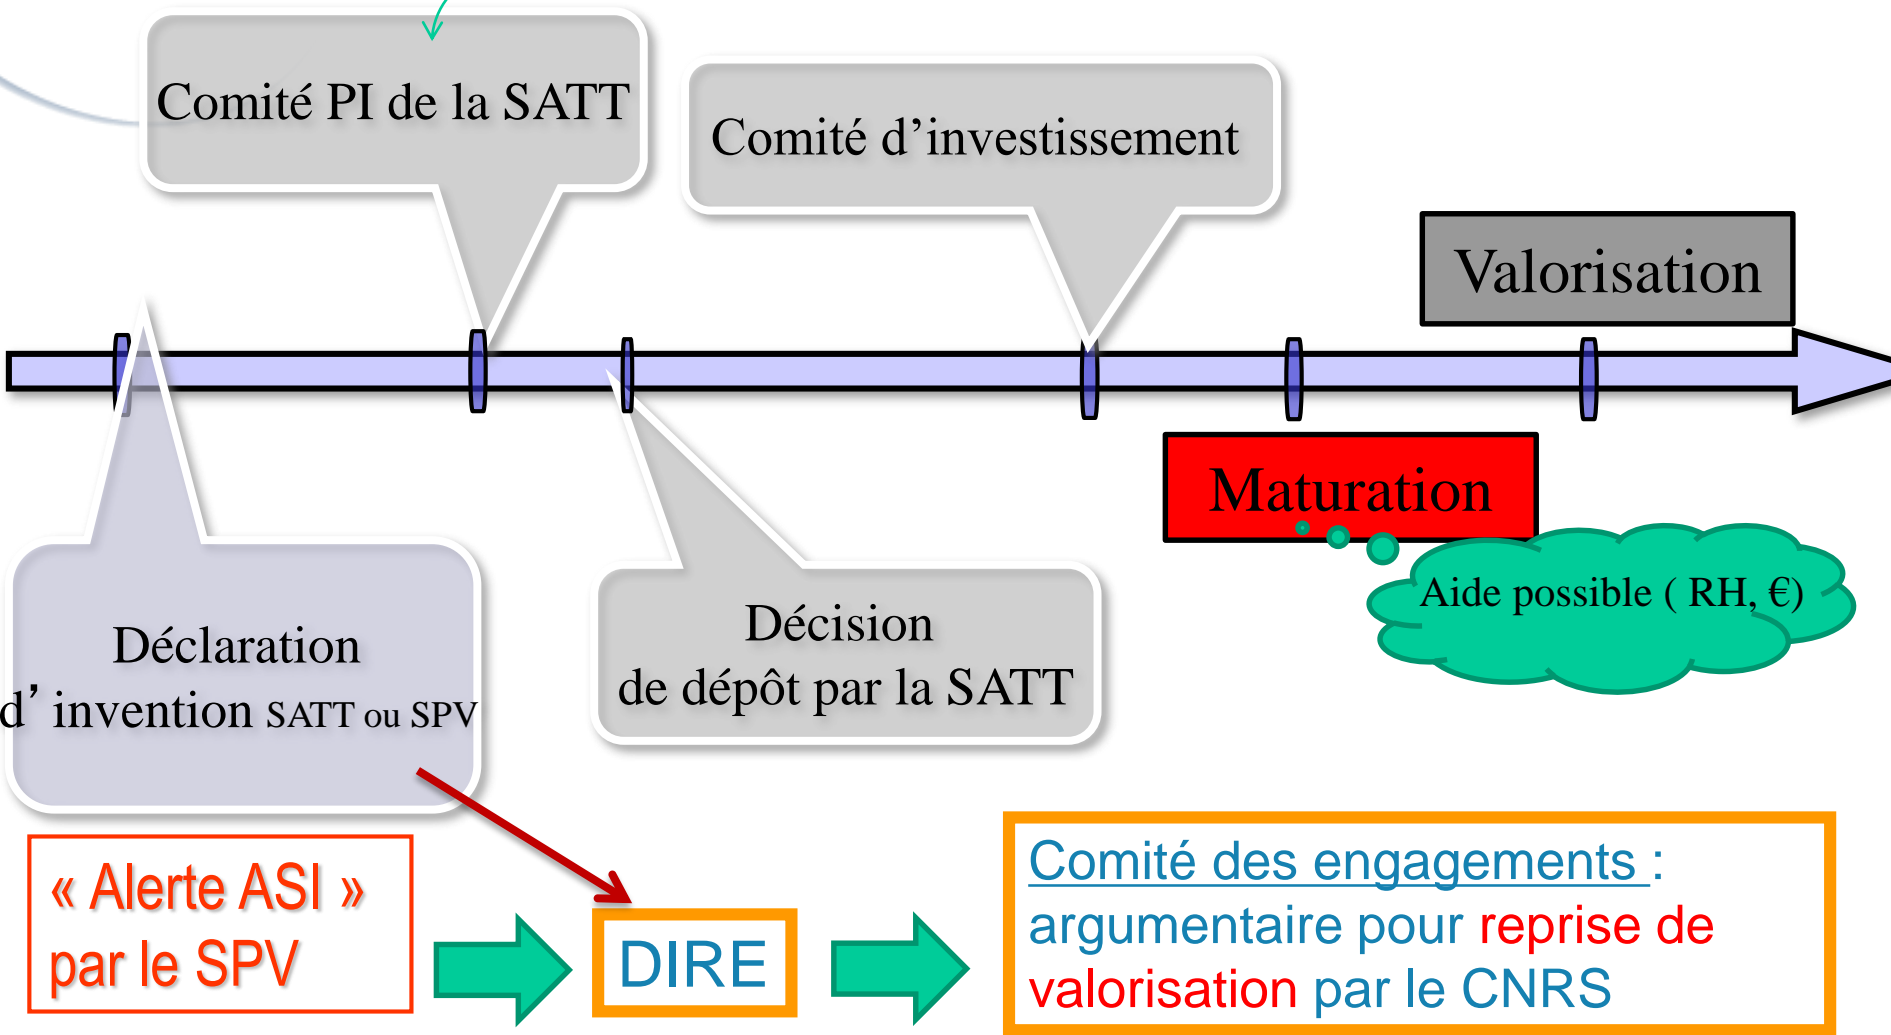 Comité PI de la SATT
Comité d’investissement
Valorisation
Maturation
Aide possible ( RH, €)
Déclaration
d’ invention SATT ou SPV
Décision
de dépôt par la SATT
« Alerte ASI »
par le SPV
DIRE
Comité des engagements :
argumentaire pour reprise de
valorisation par le CNRS